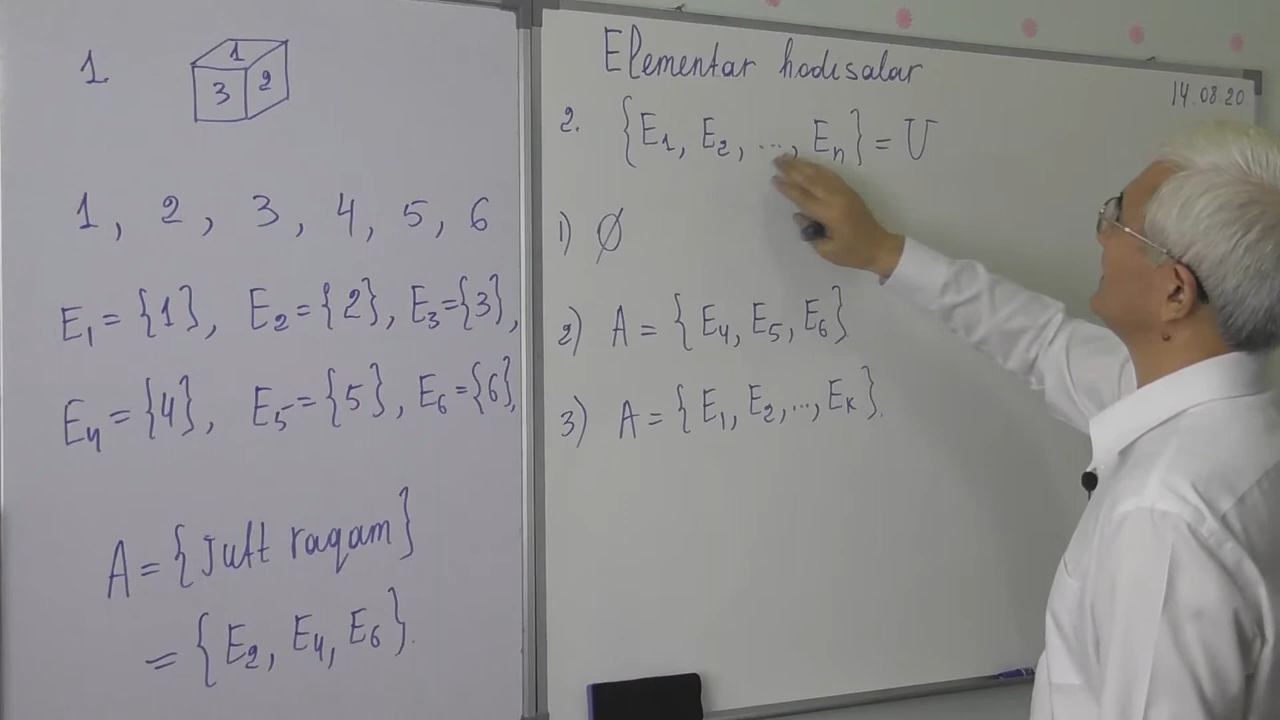 1.
1
3 2
1, 2, 3, 4, 5, 6
E₁ = {1}, E₂ = {2}, E₃ = {3},
E₄ = {4}, E₅ = {5}, E₆ = {6},
A = {Juft raqam}
= {E₂, E₄, E₆}.
Elementar hodisalar
14.08.20
2. {E₁, E₂, ..., Eₙ} = U
1) ∅
2) A = {E₄, E₅, E₆}
3) A = {E₁, E₂, ..., Eₖ}.